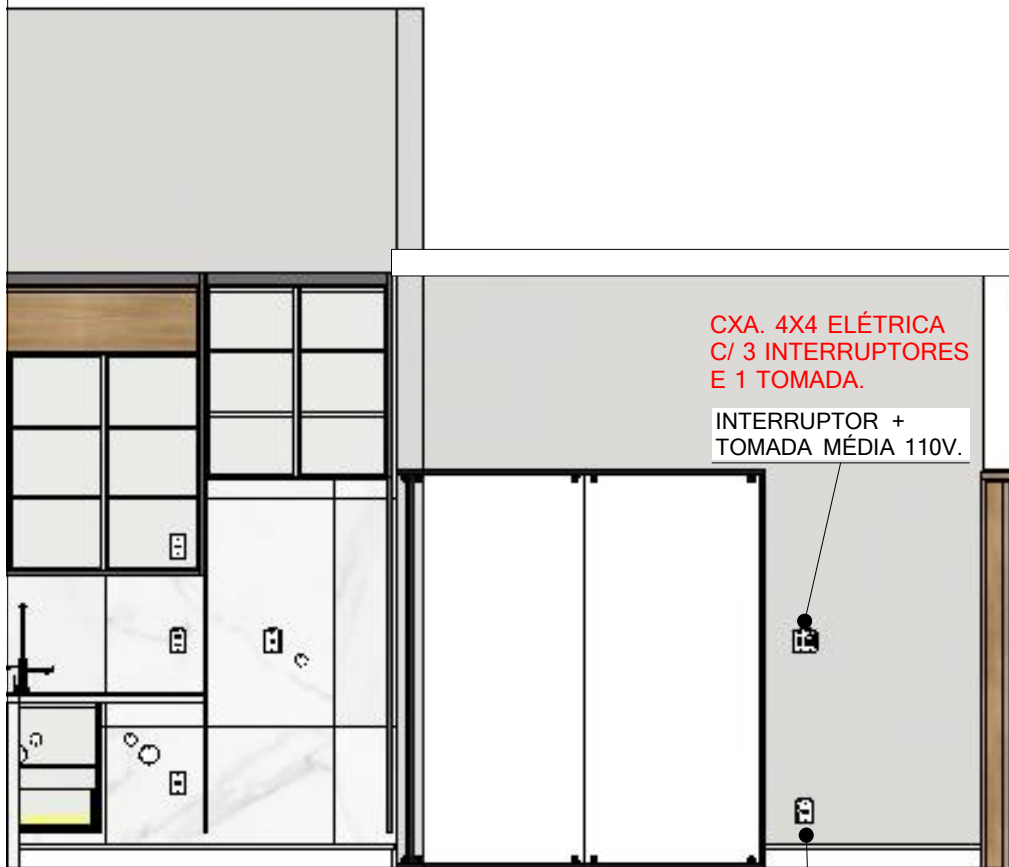 CXA. 4X4 ELÉTRICA
C/ 3 INTERRUPTORES
E 1 TOMADA.
INTERRUPTOR +
TOMADA MÉDIA 110V.